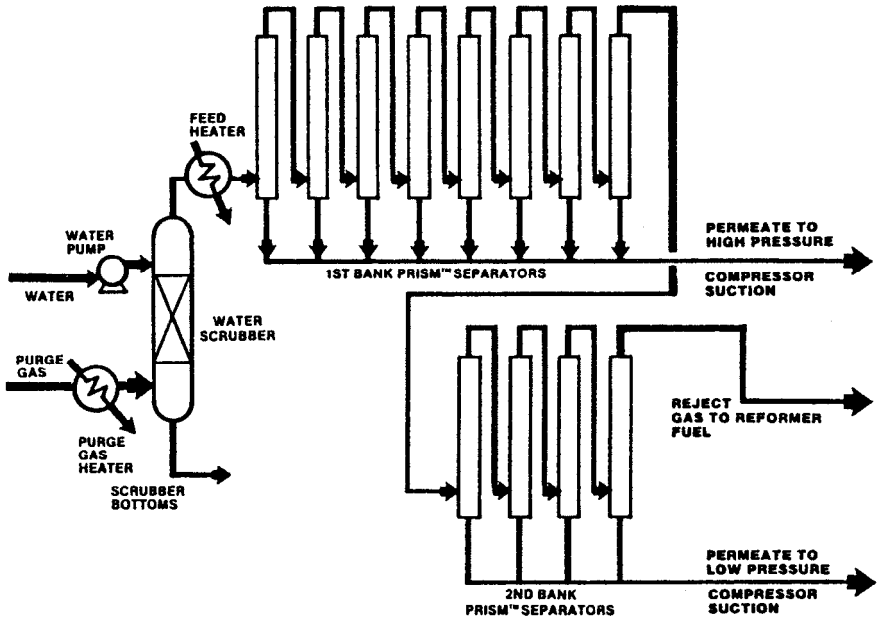 FEED
HEATER
WATER
PUMP
PERMEATE TO
HIGH PRESSURE
1ST BANK PRISM™ SEPARATORS
COMPRESSOR
SUCTION
WATER
WATER
SCRUBBER
PURGE
GAS
REJECT
GAS TO REFORMER
FUEL
PURGE
GAS
HEATER
SCRUBBER
BOTTOMS
PERMEATE TO
LOW PRESSURE
2ND BANK
PRISM™ SEPARATORS
COMPRESSOR
SUCTION